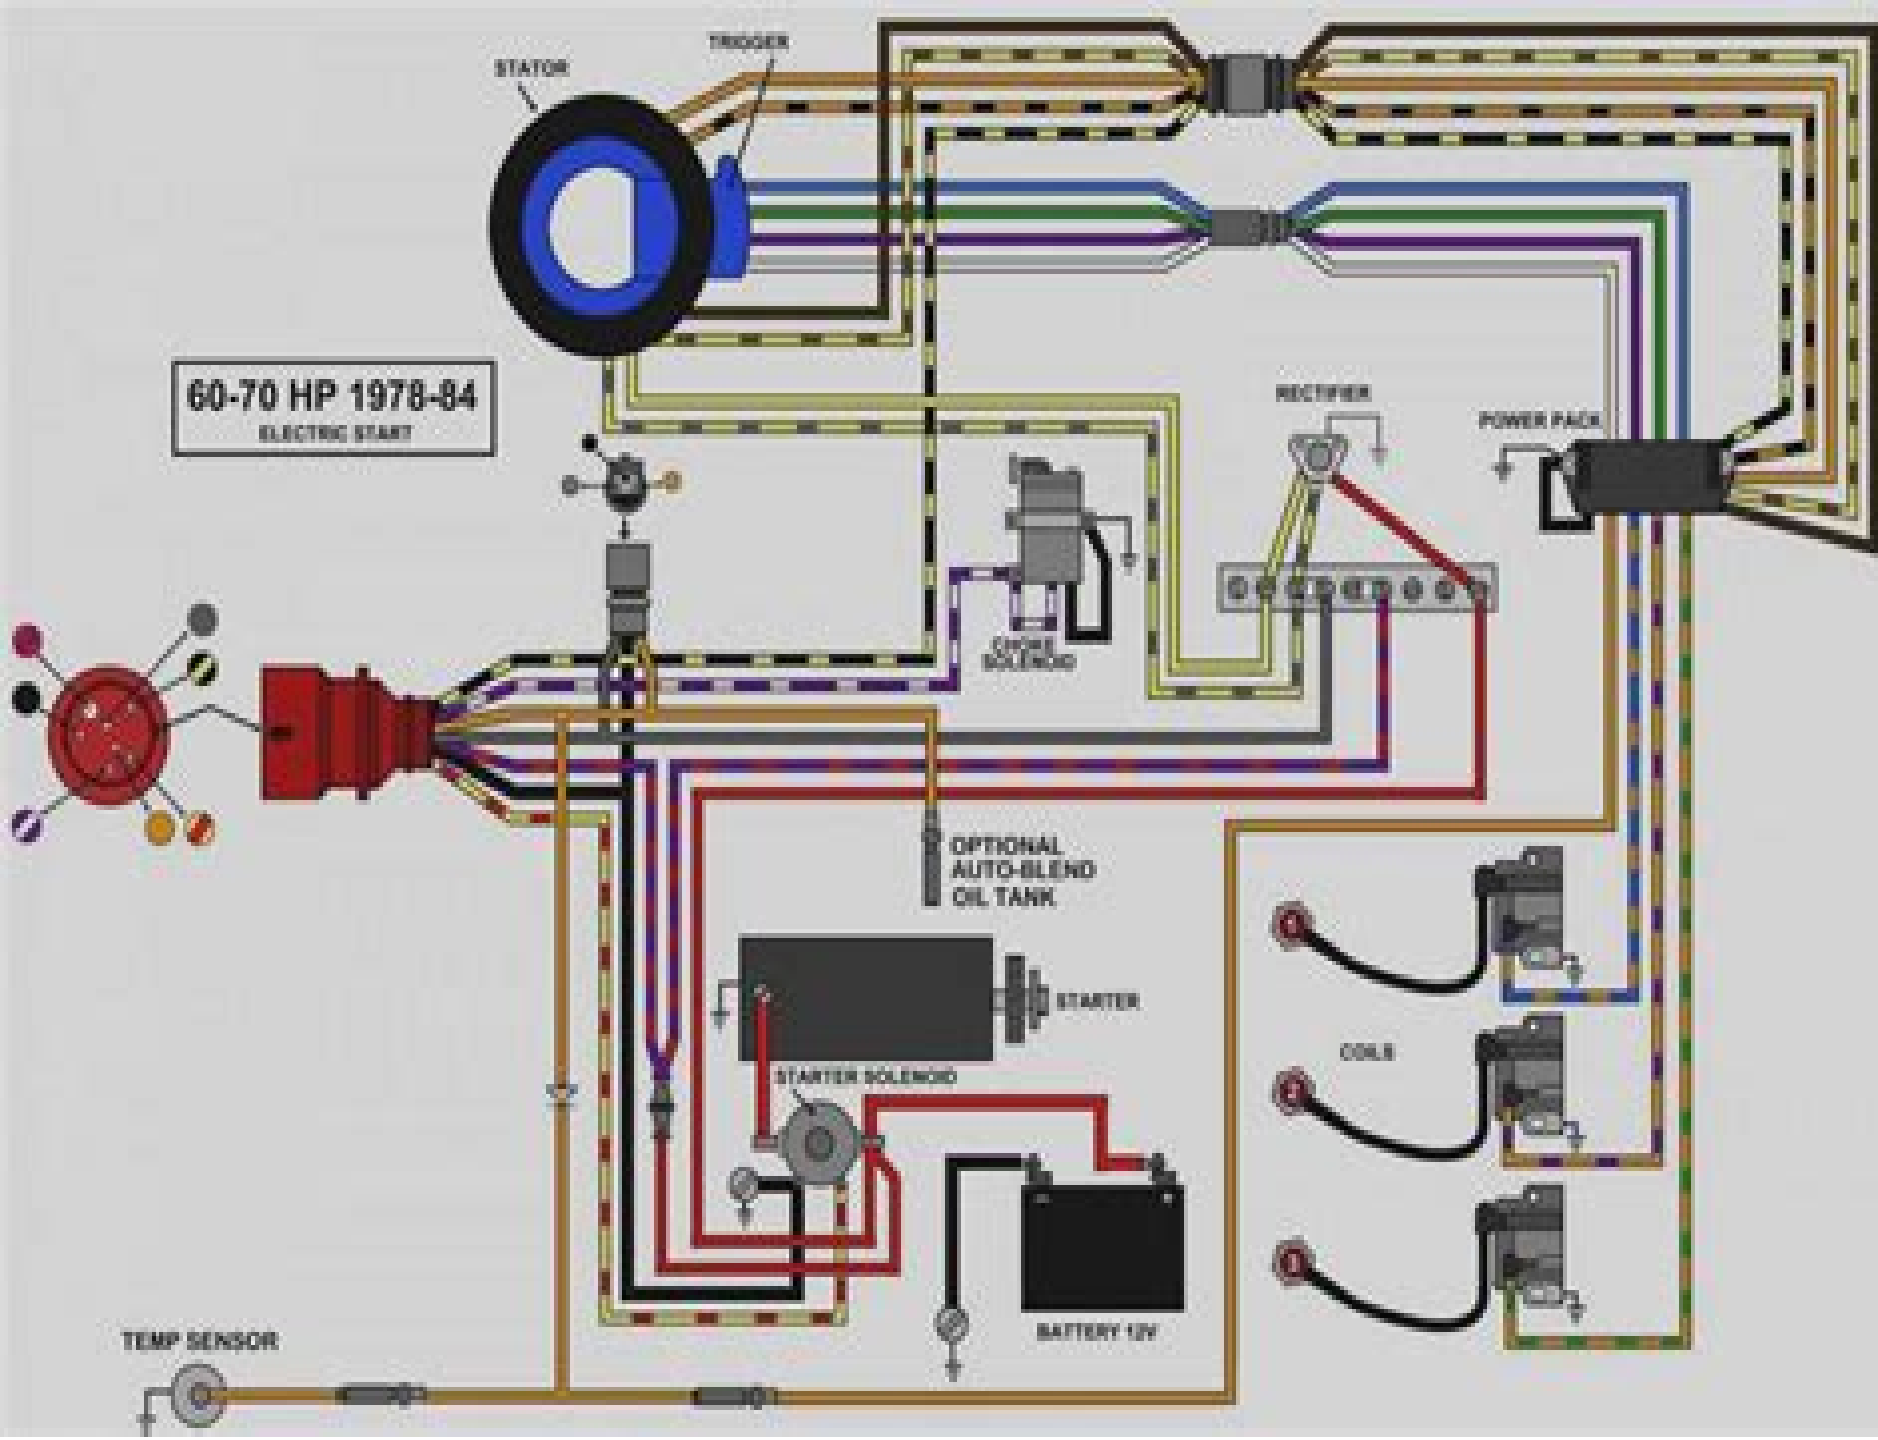 TRIGGER
STATOR
60-70 HP 1978-84
ELECTRIC START
RECTIFIER
POWER PACK
CHOKE
SOLENOID
OPTIONAL
AUTO-BLEND
OIL TANK
STARTER
COILS
STARTER SOLENOID
BATTERY 12V
TEMP SENSOR